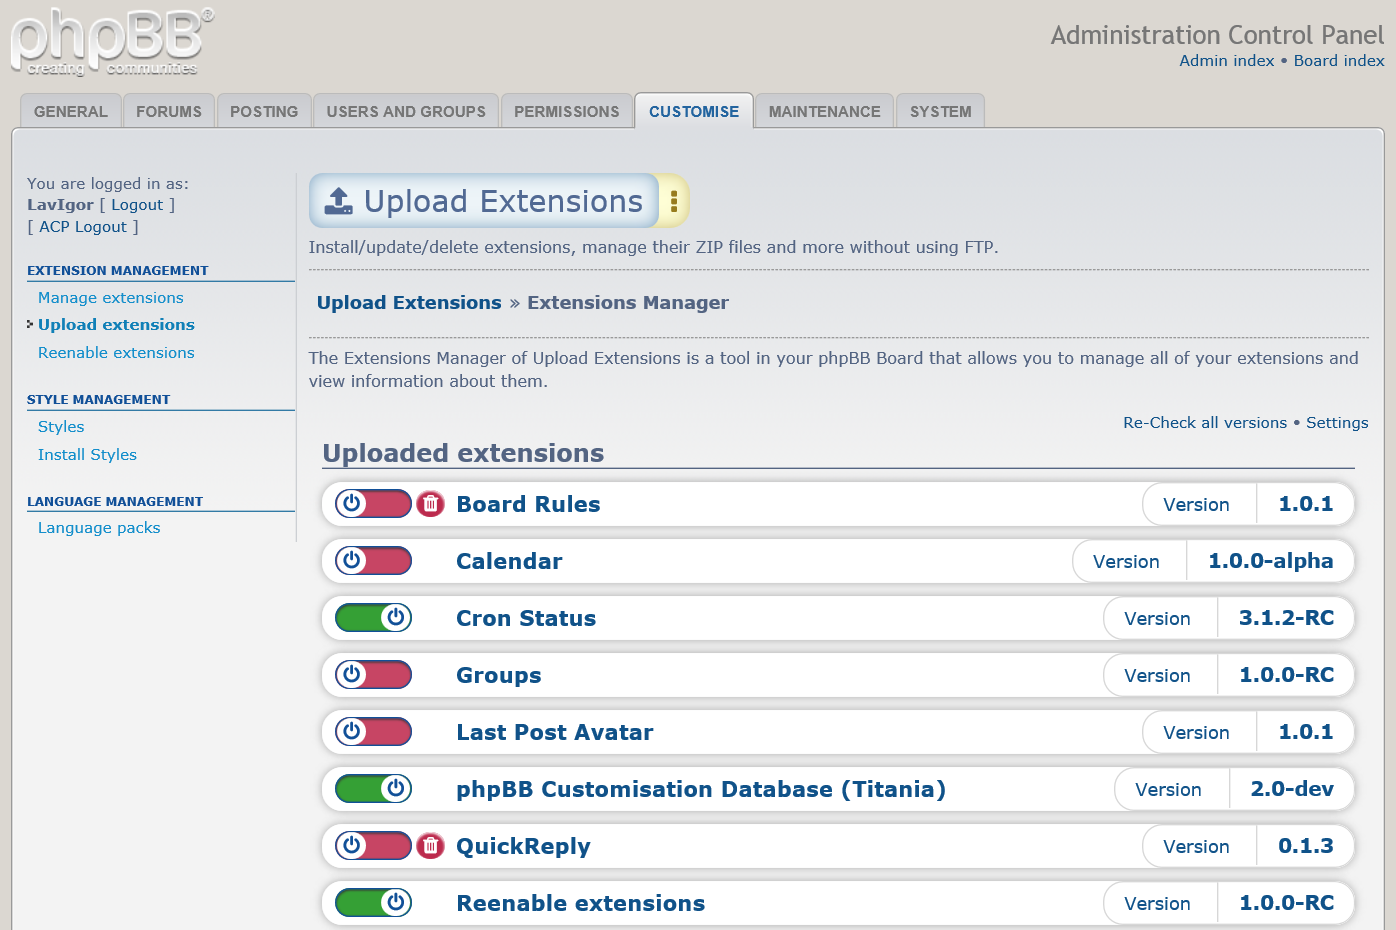 phpBB®
creating communities
Administration Control Panel
Admin index • Board index
GENERAL FORUMS POSTING USERS AND GROUPS PERMISSIONS CUSTOMISE MAINTENANCE SYSTEM
You are logged in as:
LavIgor [ Logout ]
[ ACP Logout ]
EXTENSION MANAGEMENT
Manage extensions
Upload extensions
Reenable extensions
STYLE MANAGEMENT
Styles
Install Styles
LANGUAGE MANAGEMENT
Language packs
Upload Extensions
Install/update/delete extensions, manage their ZIP files and more without using FTP.
Upload Extensions » Extensions Manager
The Extensions Manager of Upload Extensions is a tool in your phpBB Board that allows you to manage all of your extensions and
view information about them.
Re-Check all versions • Settings
Uploaded extensions
Board Rules Version 1.0.1
Calendar Version 1.0.0-alpha
Cron Status Version 3.1.2-RC
Groups Version 1.0.0-RC
Last Post Avatar Version 1.0.1
phpBB Customisation Database (Titania) Version 2.0-dev
QuickReply Version 0.1.3
Reenable extensions Version 1.0.0-RC